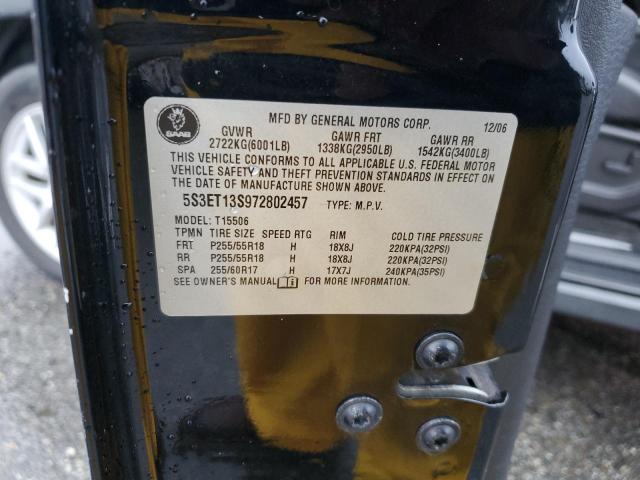 SAAB
MFD BY GENERAL MOTORS CORP. 12/06
GVWR GAWR FRT GAWR RR
2722KG(6001LB) 1338KG(2950LB) 1542KG(3400LB)
THIS VEHICLE CONFORMS TO ALL APPLICABLE U.S. FEDERAL MOTOR
VEHICLE SAFETY AND THEFT PREVENTION STANDARDS IN EFFECT ON
THE DATE OF MANUFACTURE SHOWN ABOVE.
5S3ET13S972802457 TYPE: M.P.V.
MODEL: T15506
TPMN TIRE SIZE SPEED RTG RIM COLD TIRE PRESSURE
FRT P255/55R18 H 18X8J 220KPA(32PSI)
RR P255/55R18 H 18X8J 220KPA(32PSI)
SPA 255/60R17 H 17X7J 240KPA(35PSI)
SEE OWNER'S MANUAL FOR MORE INFORMATION.